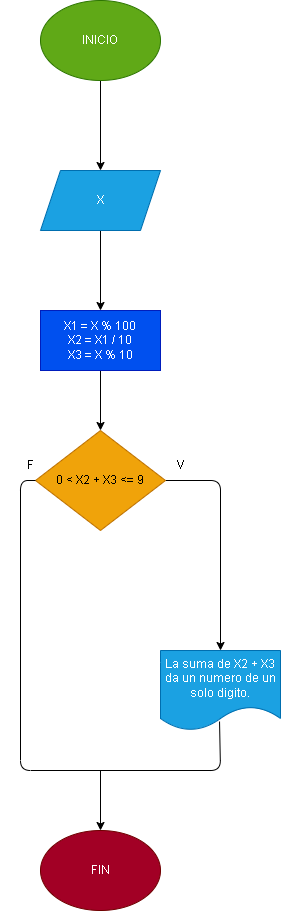 INICIO
X
X1 = X % 100
X2 = X1 / 10
X3 = X % 10
F
V
0 < X2 + X3 <= 9
La suma de X2 + X3
da un numero de un
solo digito.
FIN